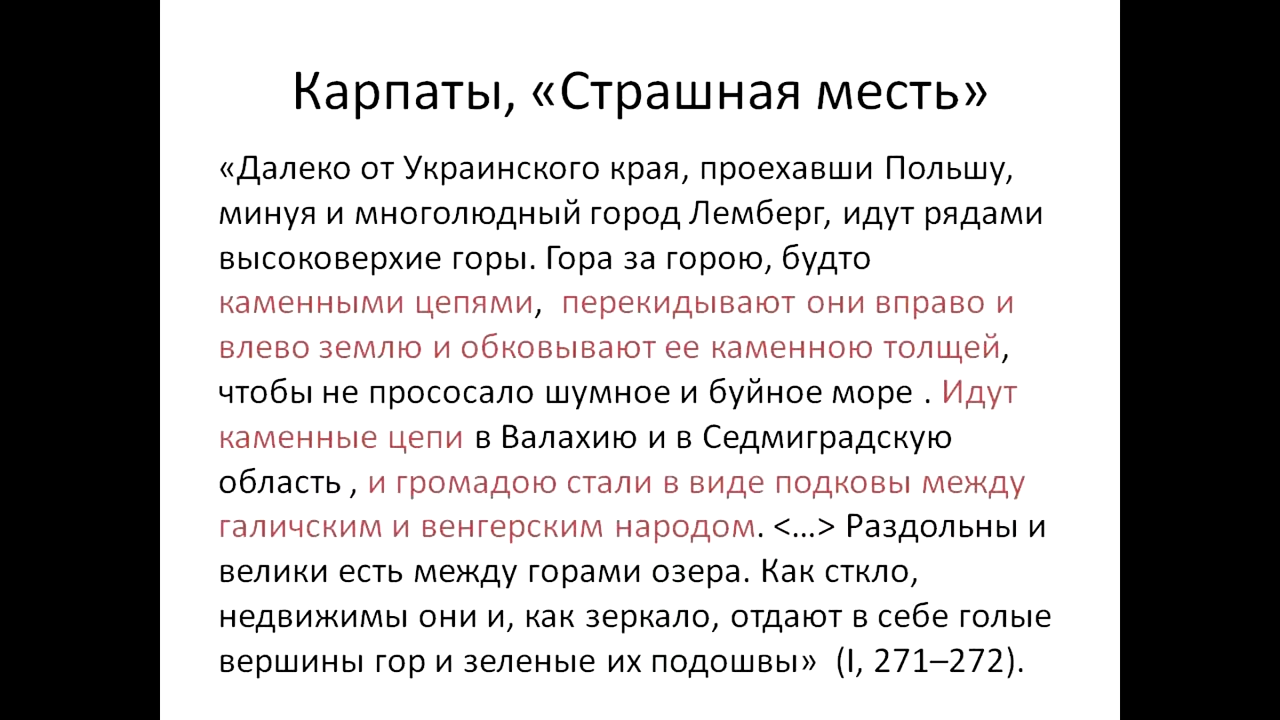 Карпаты, «Страшная месть»
«Далеко от Украинского края, проехавши Польшу,
минуя и многолюдный город Лемберг, идут рядами
высоковерхие горы. Гора за горою, будто
каменными цепями,  перекидывают они вправо и
влево землю и обковывают ее каменною толщей,
чтобы не прососало шумное и буйное море . Идут
каменные цепи в Валахию и в Седмиградскую
область , и громадою стали в виде подковы между
галичским и венгерским народом. <…> Раздольны и
велики есть между горами озера. Как сткло,
недвижимы они и, как зеркало, отдают в себе голые
вершины гор и зеленые их подошвы»  (I, 271–272).